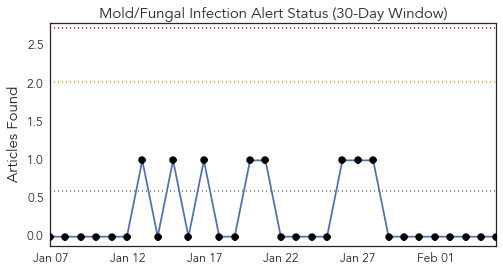 Mold/Fungal Infection Alert Status (30-Day Window)
Articles Found
2.5
2.0
1.5
1.0
0.5
0.0
Jan 07 Jan 12 Jan 17 Jan 22 Jan 27 Feb 01